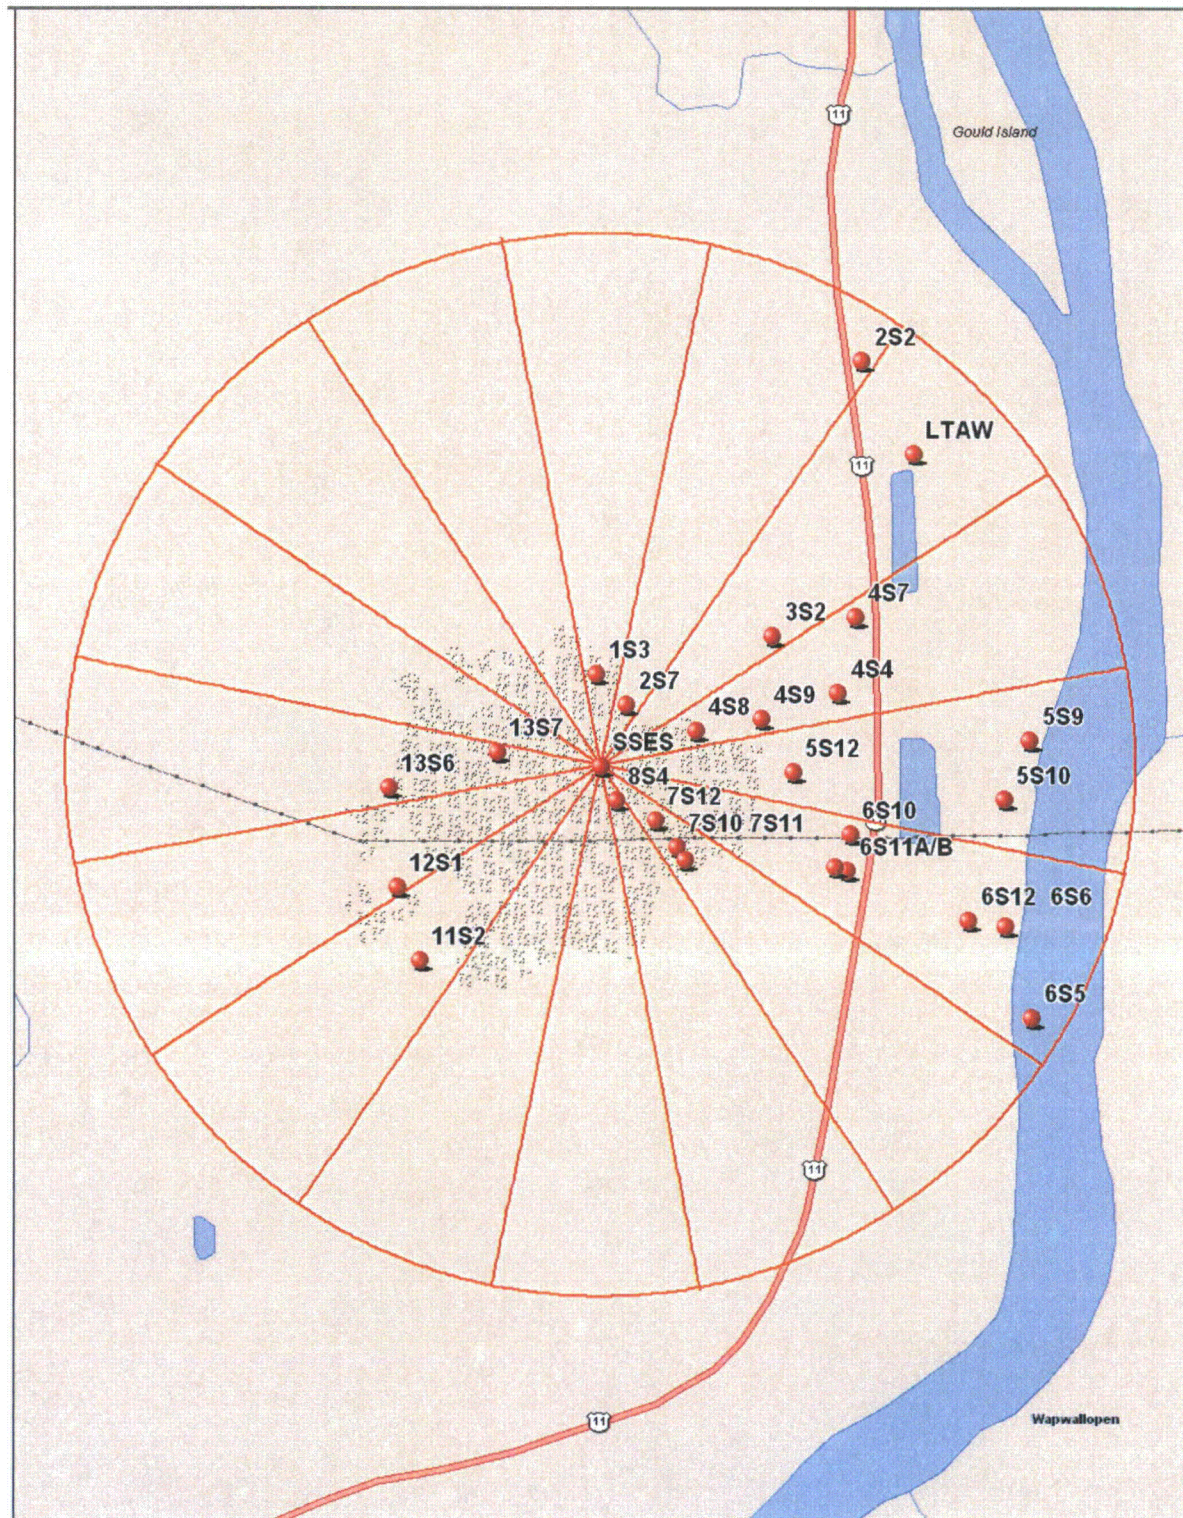 11
Gould Island
2S2
LTAW
11
4S7
3S2
1S3
4S4
2S7
4S9
4S8
13S7
5S9
SSES
5S12
8S4
13S6
5S10
7S12
6S10
7S10 7S11
6S11A/B
12S1
6S12 6S6
11S2
6S5
11
11
Wapwallopen